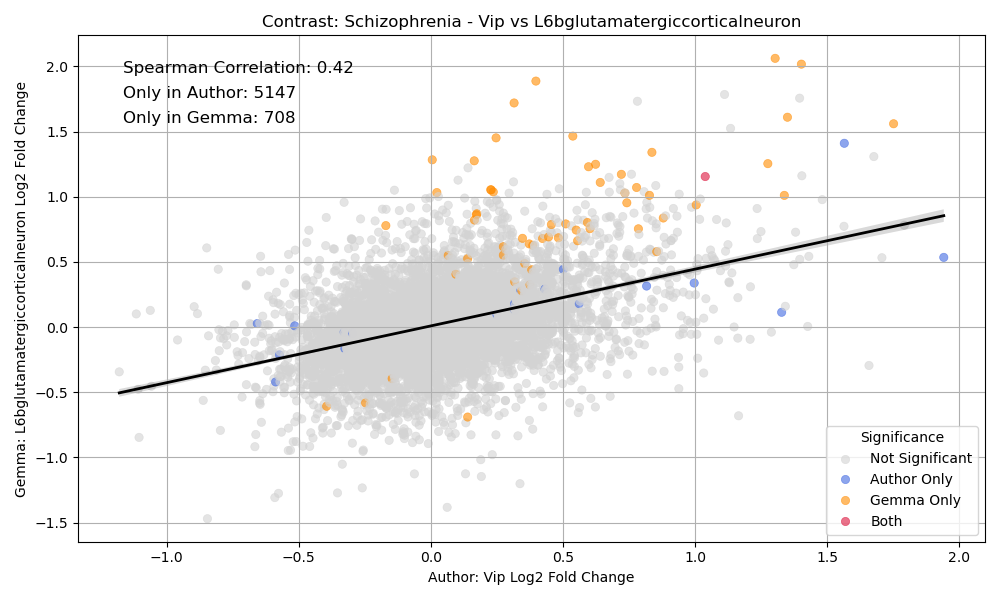 Contrast: Schizophrenia - Vip vs L6bglutamatergiccorticalneuron
Spearman Correlation: 0.42
Only in Author: 5147
Only in Gemma: 708
Gemma: L6bglutamatergiccorticalneuron Log2 Fold Change
2.0
1.5
1.0
0.5
0.0
−0.5
−1.0
−1.5
Significance
Not Significant
Author Only
Gemma Only
Both
−1.0
−0.5
0.0
0.5
1.0
1.5
2.0
Author: Vip Log2 Fold Change